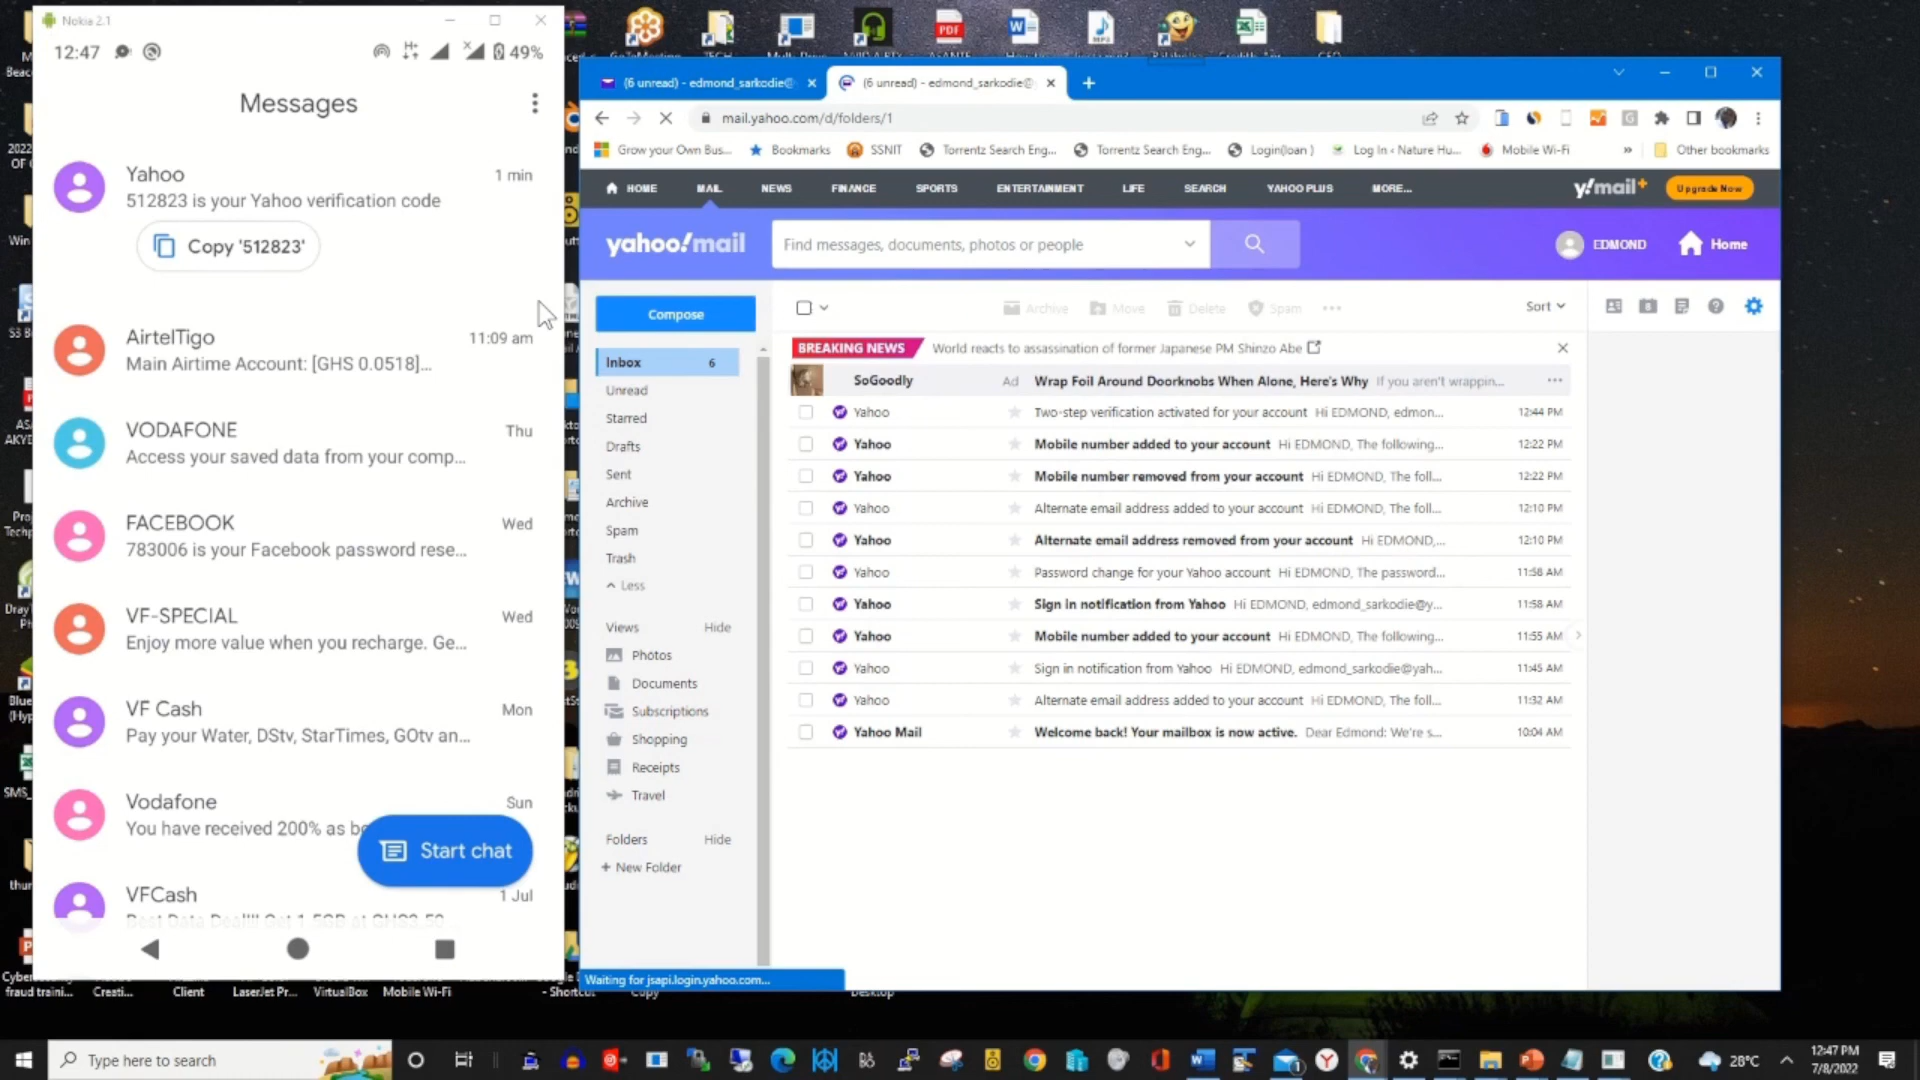 Nokia 2.1
12:47
49%
Messages
Yahoo
1 min
512823 is your Yahoo verification code
Copy '512823'
AirtelTigo
11:09 am
Main Airtime Account: [GHS 0.0518]...
VODAFONE
Thu
Access your saved data from your comp...
FACEBOOK
Wed
783006 is your Facebook password rese...
VF-SPECIAL
Wed
Enjoy more value when you recharge. Ge...
VF Cash
Mon
Pay your Water, DStv, StarTimes, GOtv an...
Vodafone
Sun
You have received 200% as bo
Start chat
VFCash
1 Jul
(6 unread) - edmond_sarkodie@
(6 unread) - edmond_sarkodie@
mail.yahoo.com/d/folders/1
Grow your Own Bus...
Bookmarks
SSNIT
Torrentz Search Eng...
Torrentz Search Eng...
Login(loan )
Log In ‹ Nature Hu...
Mobile Wi-Fi
»
Other bookmarks
HOME
MAIL
NEWS
FINANCE
SPORTS
ENTERTAINMENT
LIFE
SEARCH
YAHOO PLUS
MORE...
y!mail+
Upgrade Now
yahoo!mail
Find messages, documents, photos or people
EDMOND
Home
Compose
Archive
Move
Delete
Spam
Sort
Inbox 6
Unread
Starred
Drafts
Sent
Archive
Spam
Trash
Less
Views Hide
Photos
Documents
Subscriptions
Shopping
Receipts
Travel
Folders Hide
+ New Folder
BREAKING NEWS World reacts to assassination of former Japanese PM Shinzo Abe
SoGoodly Ad Wrap Foil Around Doorknobs When Alone, Here's Why If you aren't wrappin...
Yahoo Two-step verification activated for your account Hi EDMOND, edmon... 12:44 PM
Yahoo Mobile number added to your account Hi EDMOND, The following... 12:22 PM
Yahoo Mobile number removed from your account Hi EDMOND, The foll... 12:22 PM
Yahoo Alternate email address added to your account Hi EDMOND, The foll... 12:10 PM
Yahoo Alternate email address removed from your account Hi EDMOND,... 12:10 PM
Yahoo Password change for your Yahoo account Hi EDMOND, The password... 11:58 AM
Yahoo Sign in notification from Yahoo Hi EDMOND, edmond_sarkodie@y... 11:58 AM
Yahoo Mobile number added to your account Hi EDMOND, The following... 11:55 AM
Yahoo Sign in notification from Yahoo Hi EDMOND, edmond_sarkodie@yah... 11:45 AM
Yahoo Alternate email address added to your account Hi EDMOND, The foll... 11:32 AM
Yahoo Mail Welcome back! Your mailbox is now active. Dear Edmond: We're s... 10:04 AM
Waiting for jsapi.login.yahoo.com...
fraud traini...
Creati...
Client
LaserJet Pr...
VirtualBox
Mobile Wi-Fi
- Shortcut
Copy
Desktop
Type here to search
28°C
12:47 PM
7/8/2022